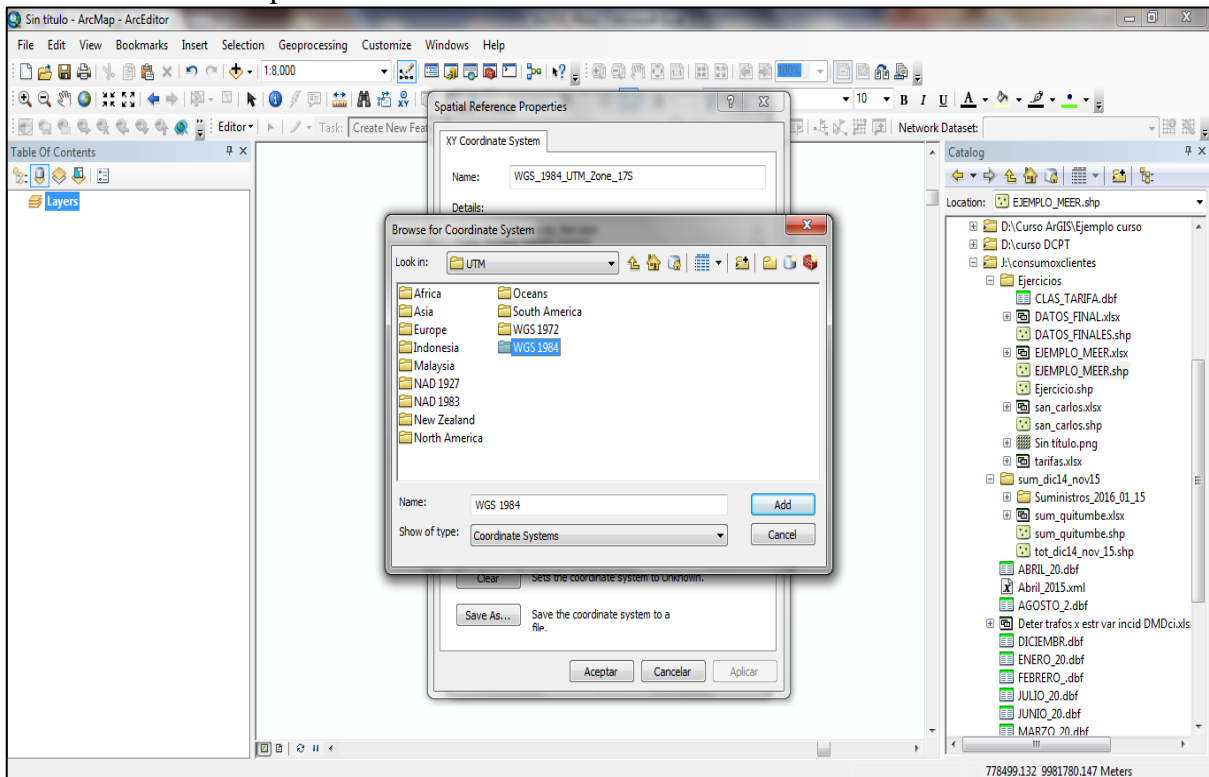 Sin título - ArcMap - ArcEditor
File Edit View Bookmarks Insert Selection Geoprocessing Customize Windows Help
1:8,000
100%
Spatial Reference Properties
10 B I U A
Editor Task: Create New Feat
Network Dataset:
Table Of Contents
Layers
XY Coordinate System
Name: WGS_1984_UTM_Zone_17S
Details:
Browse for Coordinate System
Look in: UTM
Africa
Asia
Europe
Indonesia
Malaysia
NAD 1927
NAD 1983
New Zealand
North America
Oceans
South America
WGS 1972
WGS 1984
Name: WGS 1984
Add
Show of type: Coordinate Systems
Cancel
Clear Sets the coordinate system to Unknown.
Save As... Save the coordinate system to a
file.
Aceptar Cancelar Aplicar
Catalog
Location: EJEMPLO_MEER.shp
D:\Curso ArGIS\Ejemplo curso
D:\curso DCPT
J:\consumoxclientes
Ejercicios
CLAS_TARIFA.dbf
DATOS_FINAL.xlsx
DATOS_FINALES.shp
EJEMPLO_MEER.xlsx
EJEMPLO_MEER.shp
Ejercicio.shp
san_carlos.xlsx
san_carlos.shp
Sin título.png
tarifas.xlsx
sum_dic14_nov15
Suministros_2016_01_15
sum_quitumbe.xlsx
sum_quitumbe.shp
tot_dic14_nov_15.shp
ABRIL_20.dbf
Abril_2015.xml
AGOSTO_2.dbf
Deter trafos x estr var incid DMDci.xls
DICIEMBR.dbf
ENERO_20.dbf
FEBRERO_.dbf
JULIO_20.dbf
JUNIO_20.dbf
MARZO_20.dbf
778499.132 9981780.147 Meters